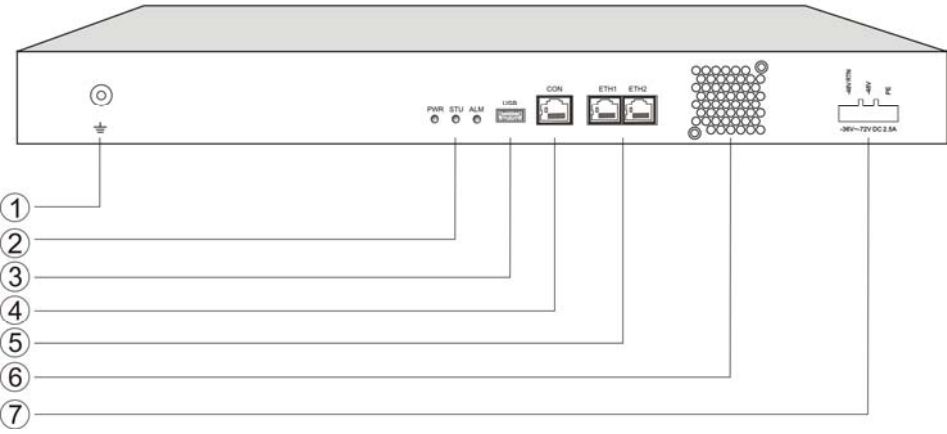 PWR STU ALM
USB
CON
ETH1 ETH2
-48V RTN
-48V
PE
-36V~-72V DC 2.5A
1
2
3
4
5
6
7